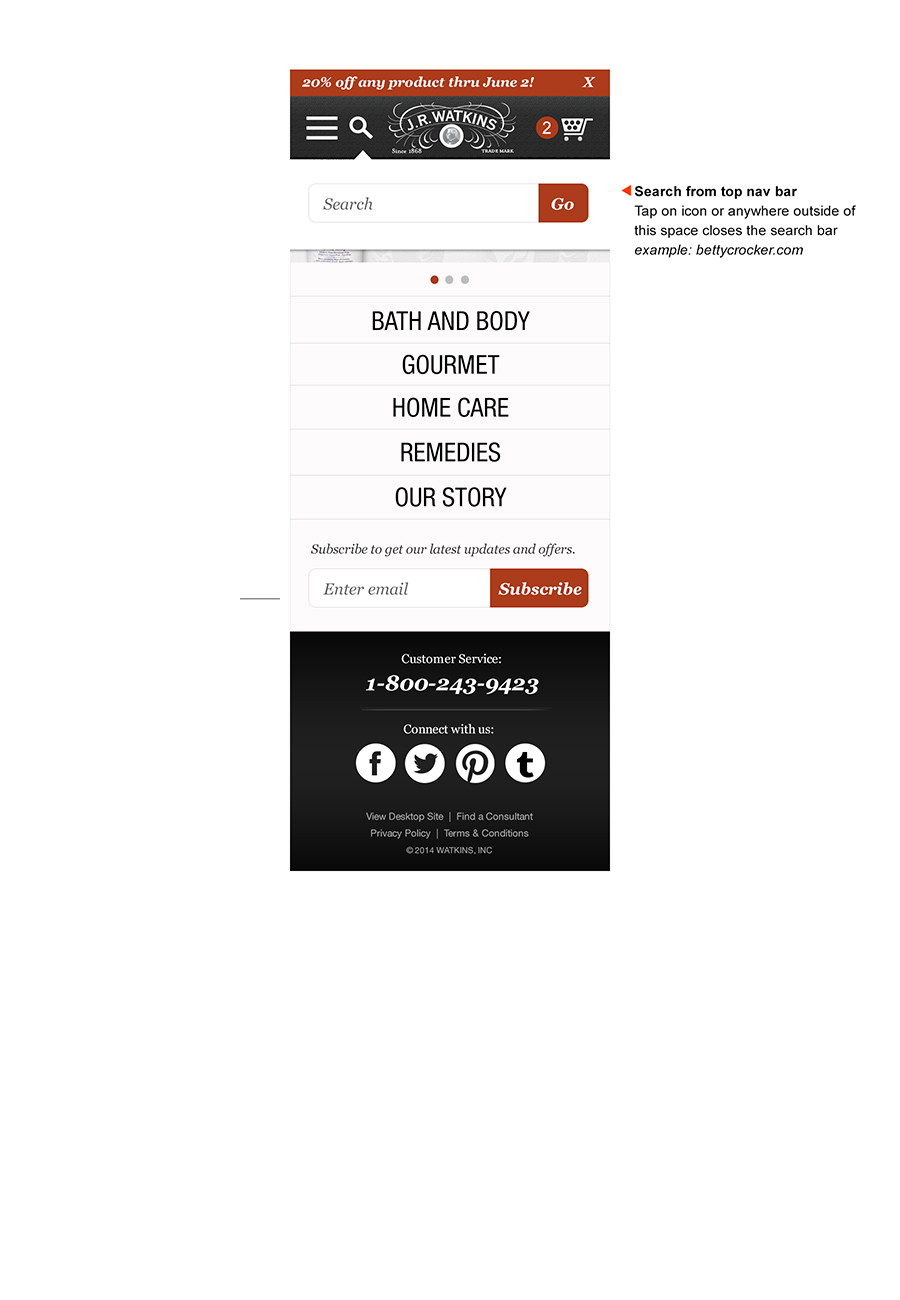 20% off any product thru June 2! X
J.R. WATKINS
Since 1868 TRADE MARK
2
Search Go
Search from top nav bar
Tap on icon or anywhere outside of
this space closes the search bar
example: bettycrocker.com
BATH AND BODY
GOURMET
HOME CARE
REMEDIES
OUR STORY
Subscribe to get our latest updates and offers.
Enter email Subscribe
Customer Service:
1-800-243-9423
Connect with us:
View Desktop Site | Find a Consultant
Privacy Policy | Terms & Conditions
© 2014 WATKINS, INC